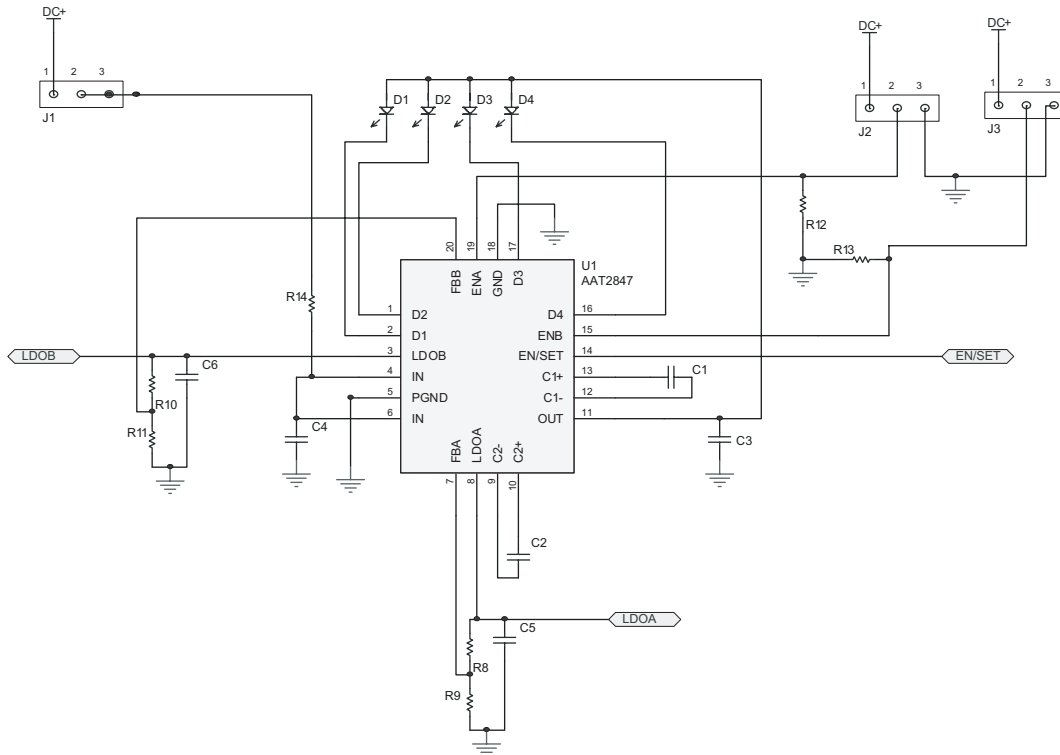 DC+
DC+
DC+
1 2 3
J1
D1 D2 D3 D4
1 2 3
J2
1 2 3
J3
R12
R13
R14
U1
AAT2847
20 19 18 17
FBB ENA GND D3
1 D2
2 D1
3 LDOB
4 IN
5 PGND
6 IN
D4 16
ENB 15
EN/SET 14
C1+ 13
C1- 12
OUT 11
FBA LDOA C2- C2+
7 8 9 10
LDOB
EN/SET
C6
R10
R11
C4
C1
C3
C2
LDOA
C5
R8
R9